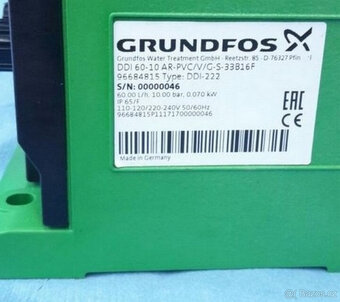 GRUNDFOS
Grundfos Water Treatment GmbH - Reetzstr. 85 - D-76327 Pfin
DDI 60-10 AR-PVC/V/G-S-33B16F
96684815 Type: DDI-222
S/N: 00000046
60.00 l/h, 10.00 bar, 0.070 kW
IP 65/F
110-120/220-240V 50/60Hz
96684815P11171700000046
EAC
CE
Made in Germany
Bazos.cz